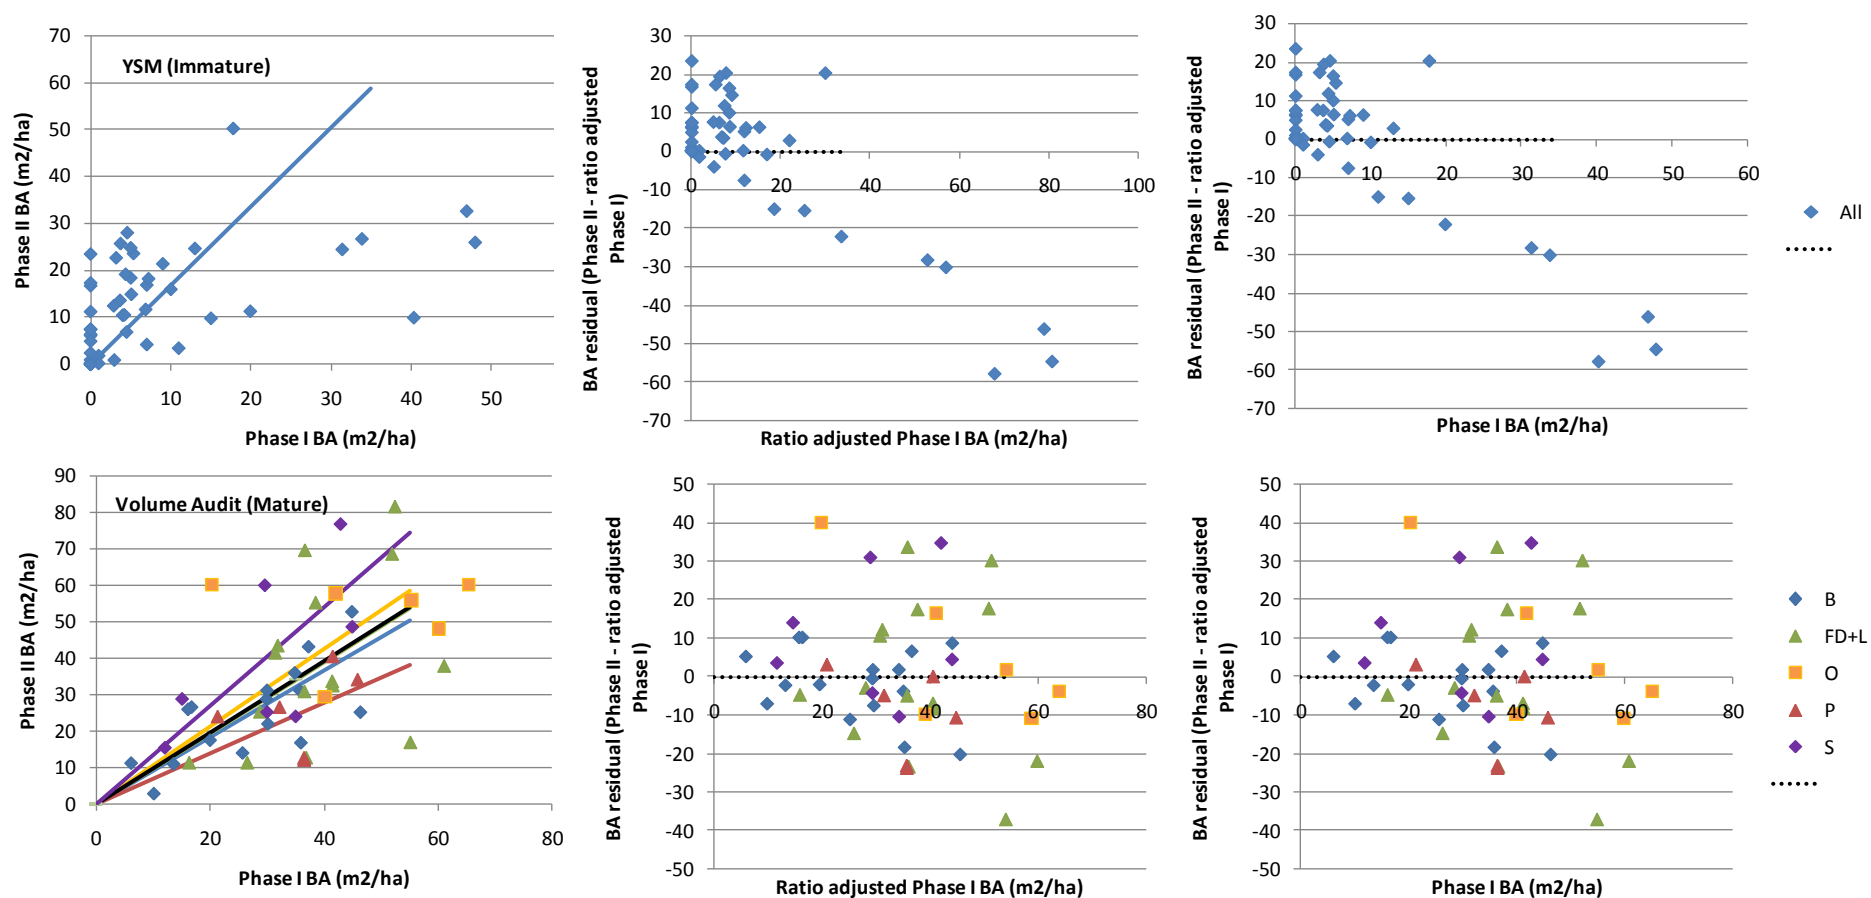 70
60
50
40
30
20
10
0
YSM (Immature)
Phase II BA (m2/ha)
0 10 20 30 40 50
Phase I BA (m2/ha)
30
20
10
0
-10
-20
-30
-40
-50
-60
-70
BA residual (Phase II - ratio adjusted
Phase I)
0 20 40 60 80 100
Ratio adjusted Phase I BA (m2/ha)
30
20
10
0
-10
-20
-30
-40
-50
-60
-70
BA residual (Phase II - ratio adjusted
Phase I)
0 10 20 30 40 50 60
Phase I BA (m2/ha)
All
90
80
70
60
50
40
30
20
10
0
Volume Audit (Mature)
Phase II BA (m2/ha)
0 20 40 60 80
Phase I BA (m2/ha)
50
40
30
20
10
0
-10
-20
-30
-40
-50
BA residual (Phase II - ratio adjusted
Phase I)
0 20 40 60 80
Ratio adjusted Phase I BA (m2/ha)
50
40
30
20
10
0
-10
-20
-30
-40
-50
BA residual (Phase II - ratio adjusted
Phase I)
0 20 40 60 80
Phase I BA (m2/ha)
B
FD+L
O
P
S